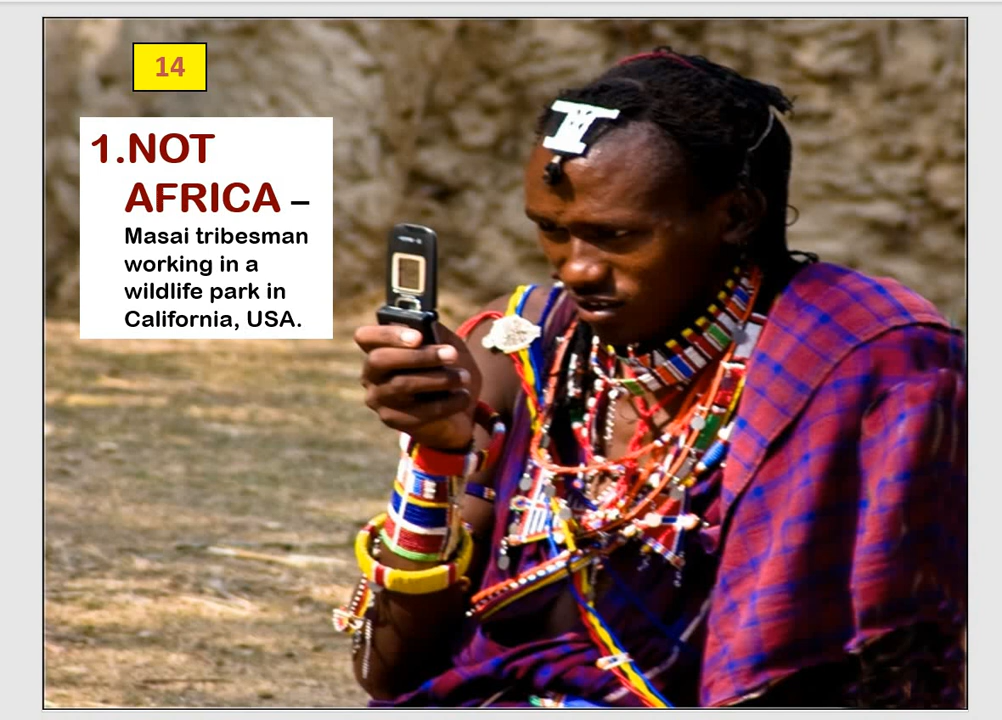 14
1.NOT
AFRICA –
Masai tribesman
working in a
wildlife park in
California, USA.